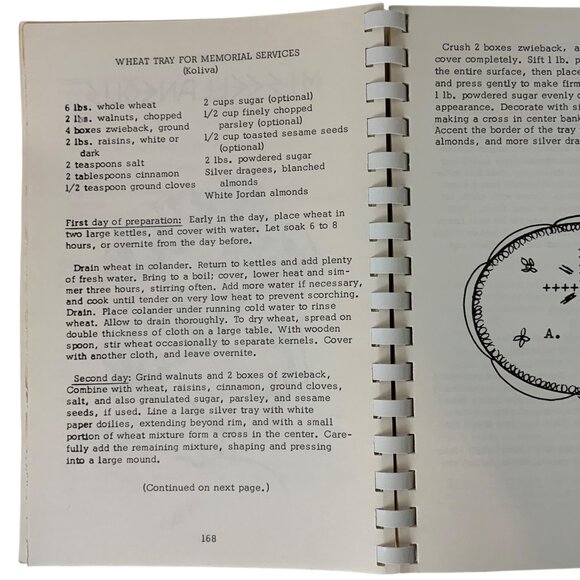 WHEAT TRAY FOR MEMORIAL SERVICES
(Koliva)
6 lbs. whole wheat
2 lbs. walnuts, chopped
4 boxes zwieback, ground
2 lbs. raisins, white or
dark
2 teaspoons salt
2 tablespoons cinnamon
1/2 teaspoon ground cloves
2 cups sugar (optional)
1/2 cup finely chopped
parsley (optional)
1/2 cup toasted sesame seeds
(optional)
2 lbs. powdered sugar
Silver dragees, blanched
almonds
White Jordan almonds
First day of preparation: Early in the day, place wheat in
two large kettles, and cover with water. Let soak 6 to 8
hours, or overnite from the day before.
Drain wheat in colander. Return to kettles and add plenty
of fresh water. Bring to a boil; cover, lower heat and sim-
mer three hours, stirring often. Add more water if necessary,
and cook until tender on very low heat to prevent scorching.
Drain. Place colander under running cold water to rinse
wheat. Allow to drain thoroughly. To dry wheat, spread on
double thickness of cloth on a large table. With wooden
spoon, stir wheat occasionally to separate kernels. Cover
with another cloth, and leave overnite.
Second day: Grind walnuts and 2 boxes of zwieback,
Combine with wheat, raisins, cinnamon, ground cloves,
salt, and also granulated sugar, parsley, and sesame
seeds, if used. Line a large silver tray with white
paper doilies, extending beyond rim, and with a small
portion of wheat mixture form a cross in the center. Care-
fully add the remaining mixture, shaping and pressing
into a large mound.
(Continued on next page.)
168
Crush 2 boxes zwieback, a
cover completely. Sift 1 lb. p
the entire surface, then place
and press gently to make firm
1 lb. powdered sugar evenly o
appearance. Decorate with si
making a cross in center bank
Accent the border of the tray
almonds, and more silver dra
A.